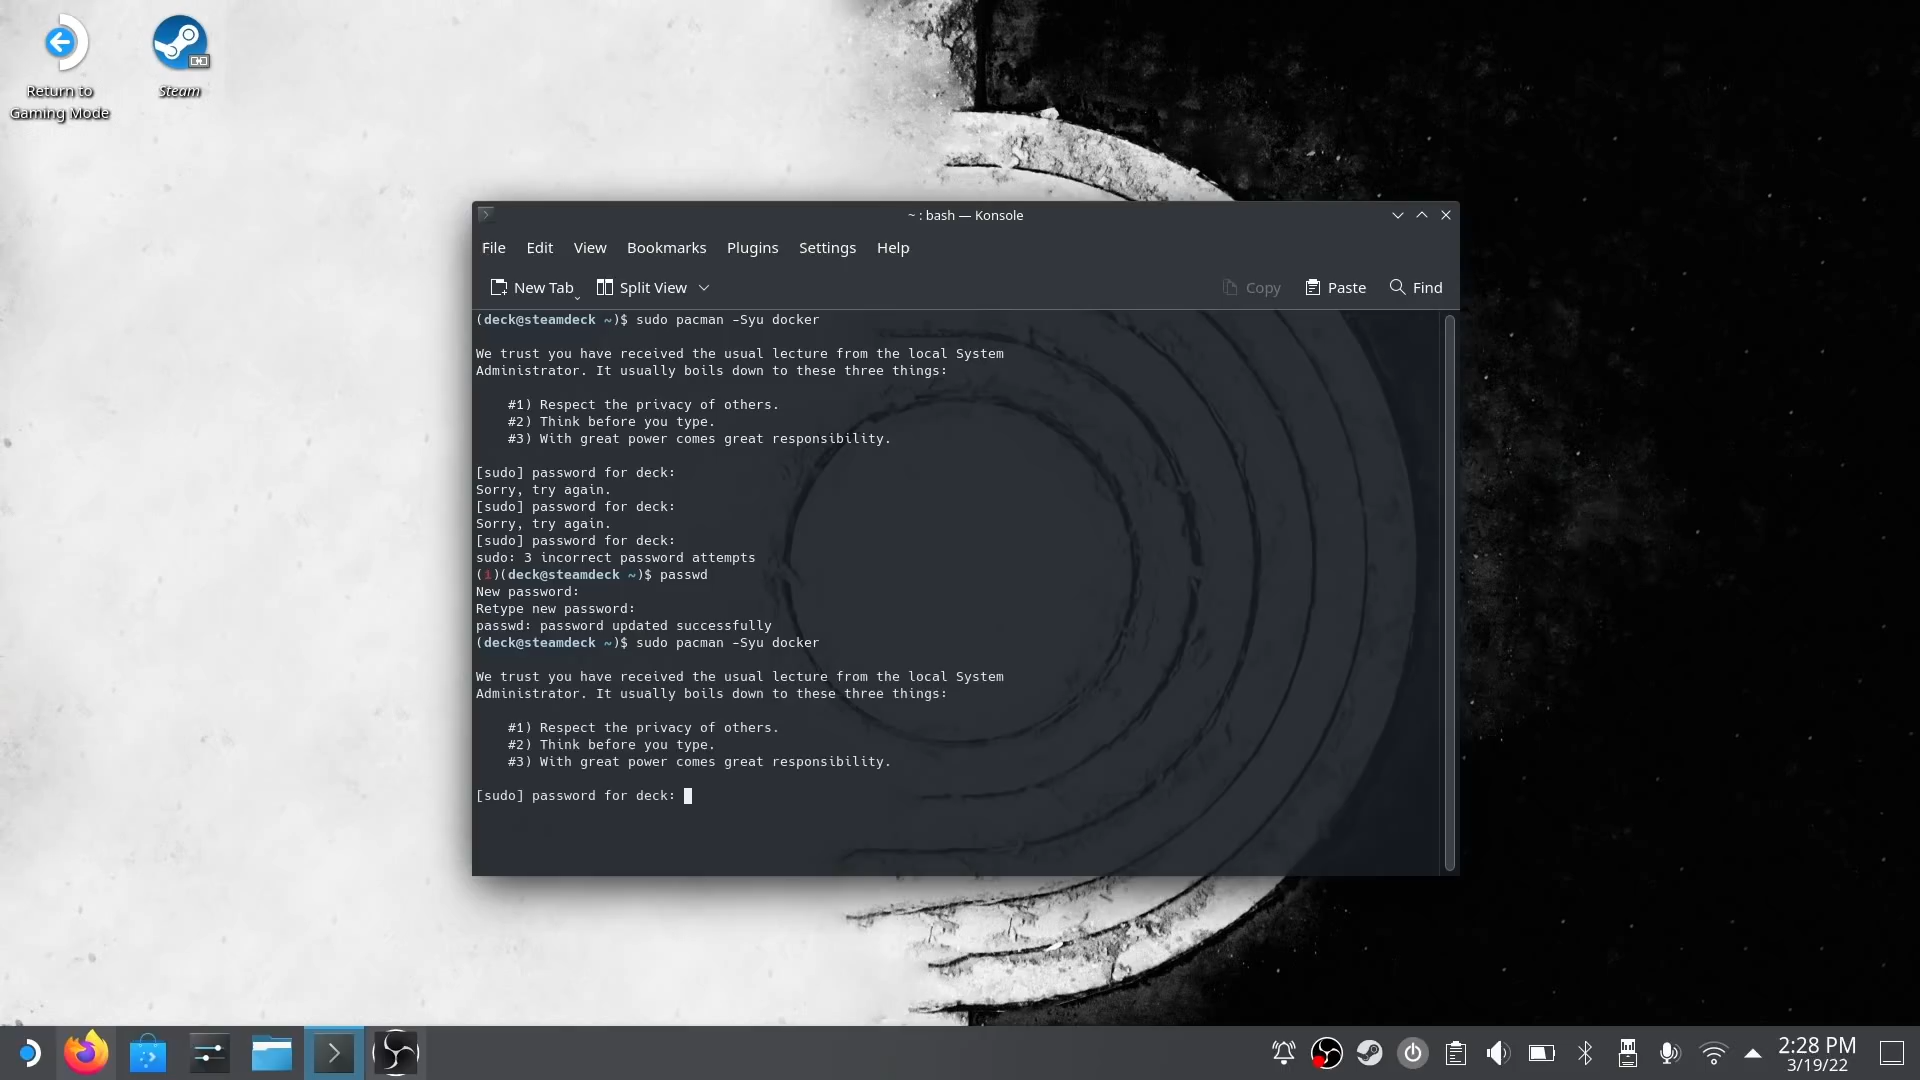 Return to
Gaming Mode
Steam
~ : bash — Konsole
File Edit View Bookmarks Plugins Settings Help
New Tab Split View Copy Paste Find
(deck@steamdeck ~)$ sudo pacman -Syu docker
We trust you have received the usual lecture from the local System
Administrator. It usually boils down to these three things:
#1) Respect the privacy of others.
#2) Think before you type.
#3) With great power comes great responsibility.
[sudo] password for deck:
Sorry, try again.
[sudo] password for deck:
Sorry, try again.
[sudo] password for deck:
sudo: 3 incorrect password attempts
(1)(deck@steamdeck ~)$ passwd
New password:
Retype new password:
passwd: password updated successfully
(deck@steamdeck ~)$ sudo pacman -Syu docker
We trust you have received the usual lecture from the local System
Administrator. It usually boils down to these three things:
#1) Respect the privacy of others.
#2) Think before you type.
#3) With great power comes great responsibility.
[sudo] password for deck:
2:28 PM
3/19/22